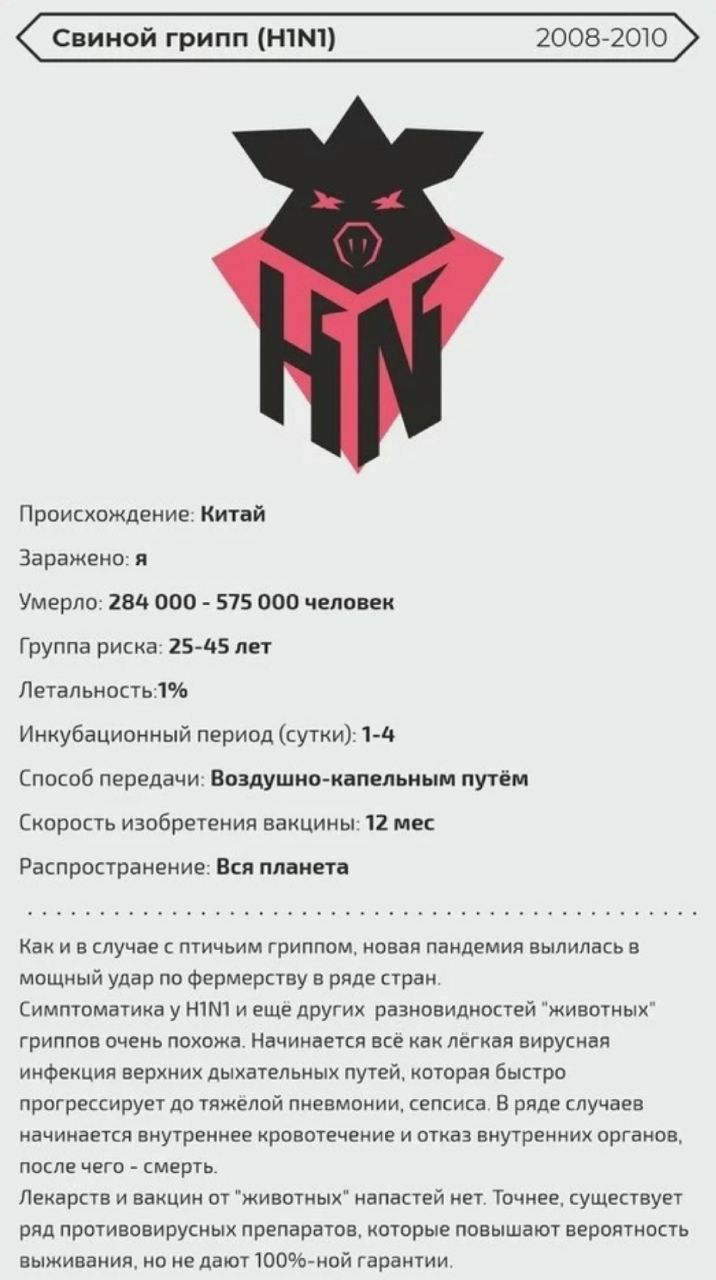 Свиной грипп (H1N1) 2008-2010
H1N1
Происхождение: Китай
Заражено: я
Умерло: 284 000 - 575 000 человек
Группа риска: 25-45 лет
Летальность:1%
Инкубационный период (сутки): 1-4
Способ передачи: Воздушно-капельным путём
Скорость изобретения вакцины: 12 мес
Распространение: Вся планета
Как и в случае с птичьим гриппом, новая пандемия вылилась в
мощный удар по фермерству в ряде стран.
Симптоматика у H1N1 и ещё других разновидностей "животных"
гриппов очень похожа. Начинается всё как лёгкая вирусная
инфекция верхних дыхательных путей, которая быстро
прогрессирует до тяжёлой пневмонии, сепсиса. В ряде случаев
начинается внутреннее кровотечение и отказ внутренних органов,
после чего - смерть.
Лекарств и вакцин от "животных" напастей нет. Точнее, существует
ряд противовирусных препаратов, которые повышают вероятность
выживания, но не дают 100%-ной гарантии.